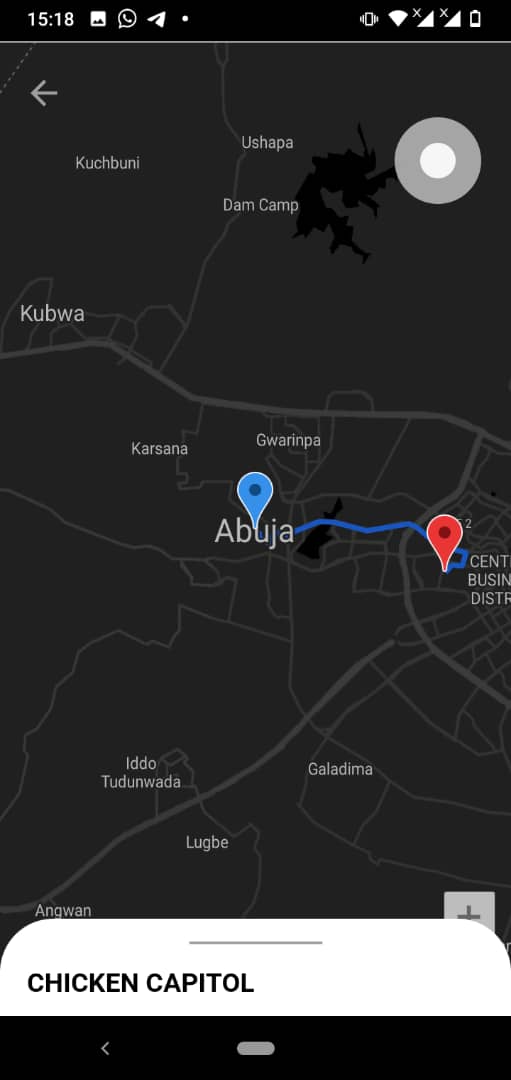 15:18
Ushapa
Kuchbuni
Dam Camp
Kubwa
Gwarinpa
Karsana
Abuja
2
CENT
BUSIN
DISTR
Iddo
Tudunwada
Galadima
Lugbe
Angwan
CHICKEN CAPITOL